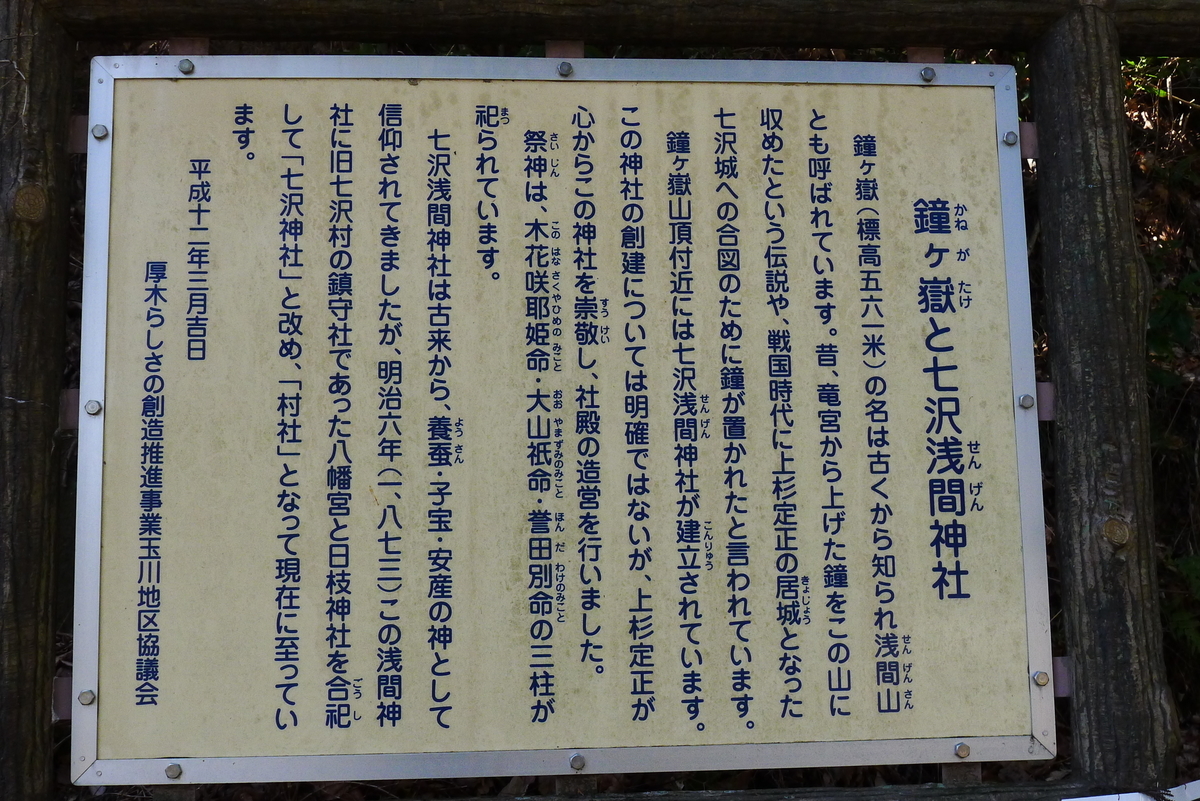 鐘ヶ嶽と七沢浅間神社
鐘ヶ嶽（標高五六一米）の名は古くから知られ浅間山
とも呼ばれています。昔、竜宮から上げた鐘をこの山に
収めたという伝説や、戦国時代に上杉定正の居城となった
七沢城への合図のために鐘が置かれたと言われています。
鐘ヶ嶽山頂付近には七沢浅間神社が建立されています。
この神社の創建については明確ではないが、上杉定正が
心からこの神社を崇敬し、社殿の造営を行いました。
祭神は、木花咲耶姫命・大山祇命・誉田別命の三柱が
祀られています。
七沢浅間神社は古来から、養蚕・子宝・安産の神として
信仰されてきましたが、明治六年（一、八七三）この浅間神
社に旧七沢村の鎮守社であった八幡宮と日枝神社を合祀
して「七沢神社」と改め、「村社」となって現在に至ってい
ます。
平成十二年三月吉日
厚木らしさの創造推進事業玉川地区協議会